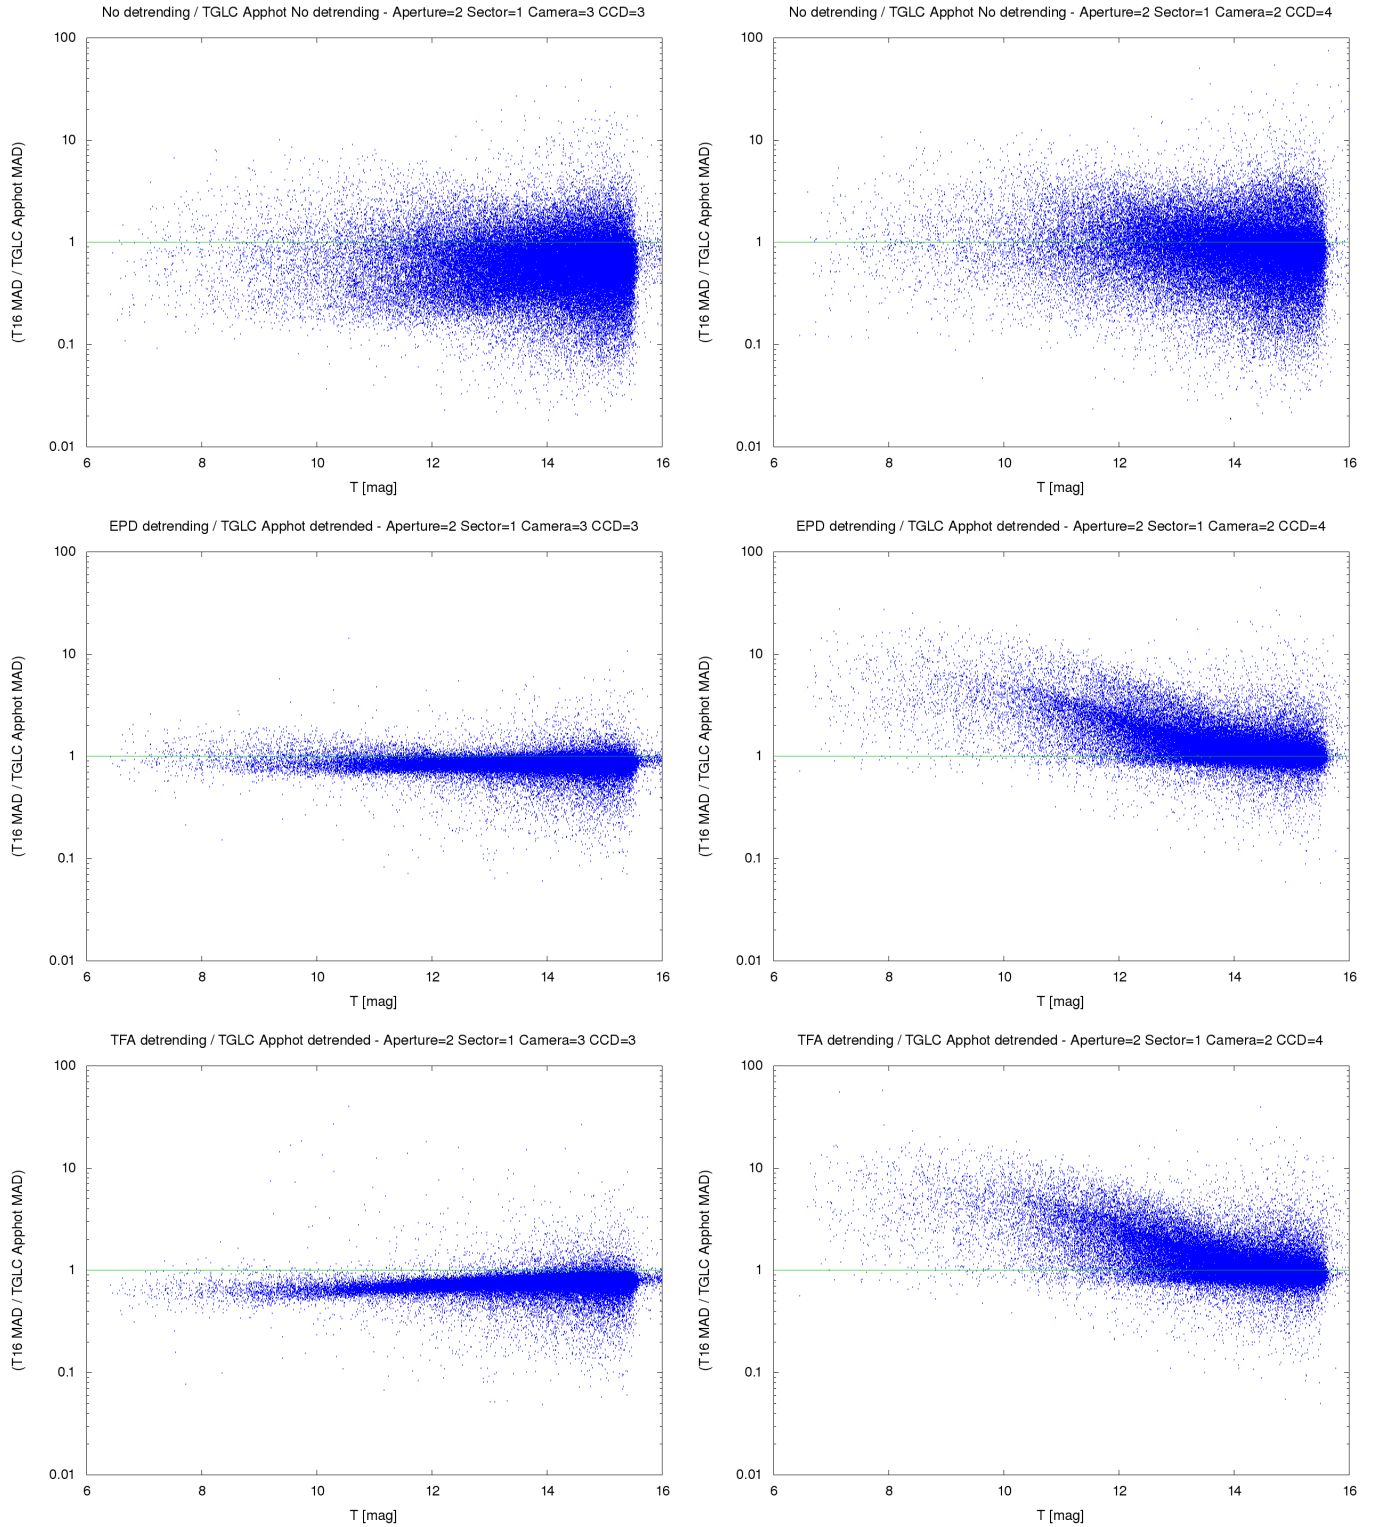 No detrending / TGLC Apphot No detrending - Aperture=2 Sector=1 Camera=3 CCD=3
100
10
1
0.1
0.01
(T16 MAD / TGLC Apphot MAD)
6 8 10 12 14 16
T [mag]
No detrending / TGLC Apphot No detrending - Aperture=2 Sector=1 Camera=2 CCD=4
100
10
1
0.1
0.01
(T16 MAD / TGLC Apphot MAD)
6 8 10 12 14 16
T [mag]
EPD detrending / TGLC Apphot detrended - Aperture=2 Sector=1 Camera=3 CCD=3
100
10
1
0.1
0.01
(T16 MAD / TGLC Apphot MAD)
6 8 10 12 14 16
T [mag]
EPD detrending / TGLC Apphot detrended - Aperture=2 Sector=1 Camera=2 CCD=4
100
10
1
0.1
0.01
(T16 MAD / TGLC Apphot MAD)
6 8 10 12 14 16
T [mag]
TFA detrending / TGLC Apphot detrended - Aperture=2 Sector=1 Camera=3 CCD=3
100
10
1
0.1
0.01
(T16 MAD / TGLC Apphot MAD)
6 8 10 12 14 16
T [mag]
TFA detrending / TGLC Apphot detrended - Aperture=2 Sector=1 Camera=2 CCD=4
100
10
1
0.1
0.01
(T16 MAD / TGLC Apphot MAD)
6 8 10 12 14 16
T [mag]